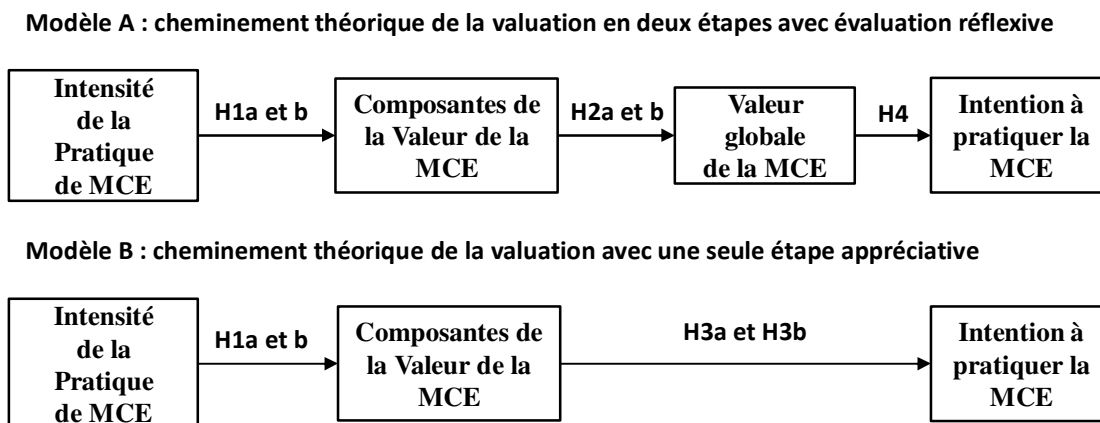 Modèle A : cheminement théorique de la valuation en deux étapes avec évaluation réflexive
Intensité
de la
Pratique
de MCE
H1a et b
Composantes de
la Valeur de la
MCE
H2a et b
Valeur
globale
de la MCE
H4
Intention à
pratiquer la
MCE
Modèle B : cheminement théorique de la valuation avec une seule étape appréciative
Intensité
de la
Pratique
de MCE
H1a et b
Composantes de
la Valeur de la
MCE
H3a et H3b
Intention à
pratiquer la
MCE